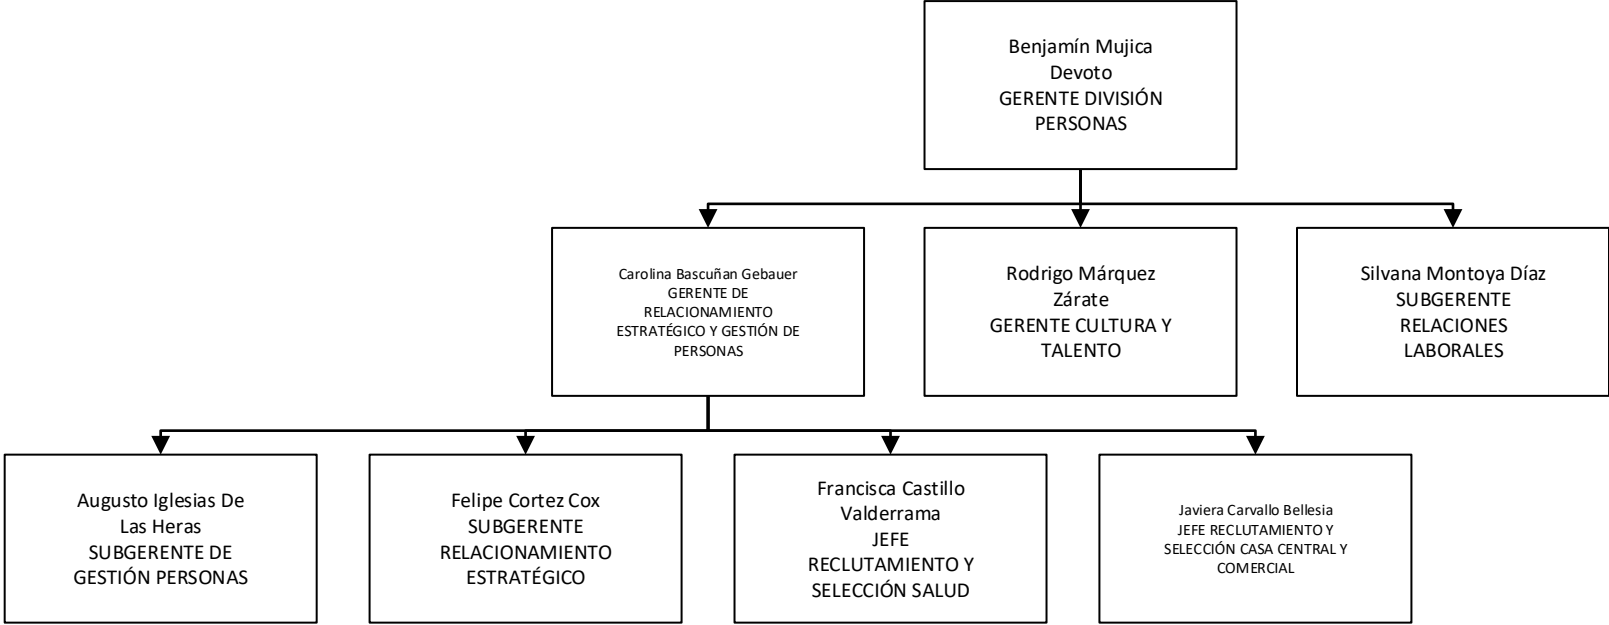 Benjamín Mujica
Devoto
GERENTE DIVISIÓN
PERSONAS
Carolina Bascuñan Gebauer
GERENTE DE
RELACIONAMIENTO
ESTRATÉGICO Y GESTIÓN DE
PERSONAS
Rodrigo Márquez
Zárate
GERENTE CULTURA Y
TALENTO
Silvana Montoya Díaz
SUBGERENTE
RELACIONES
LABORALES
Augusto Iglesias De
Las Heras
SUBGERENTE DE
GESTIÓN PERSONAS
Felipe Cortez Cox
SUBGERENTE
RELACIONAMIENTO
ESTRATÉGICO
Francisca Castillo
Valderrama
JEFE
RECLUTAMIENTO Y
SELECCIÓN SALUD
Javiera Carvallo Bellesia
JEFE RECLUTAMIENTO Y
SELECCIÓN CASA CENTRAL Y
COMERCIAL